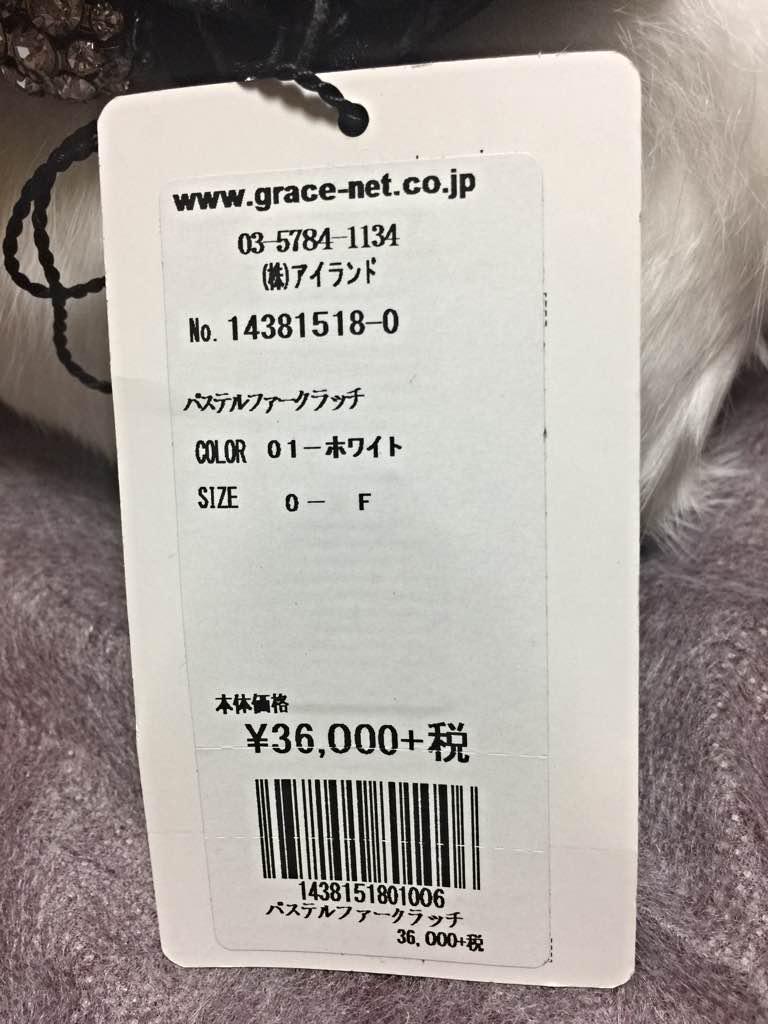 www.grace-net.co.jp
03-5784-1134
(株)アイランド
No. 14381518-0
パステルファークラッチ
COLOR 01-ホワイト
SIZE 0- F
本体価格
¥36,000+税
1438151801006
パステルファークラッチ
36,000+税